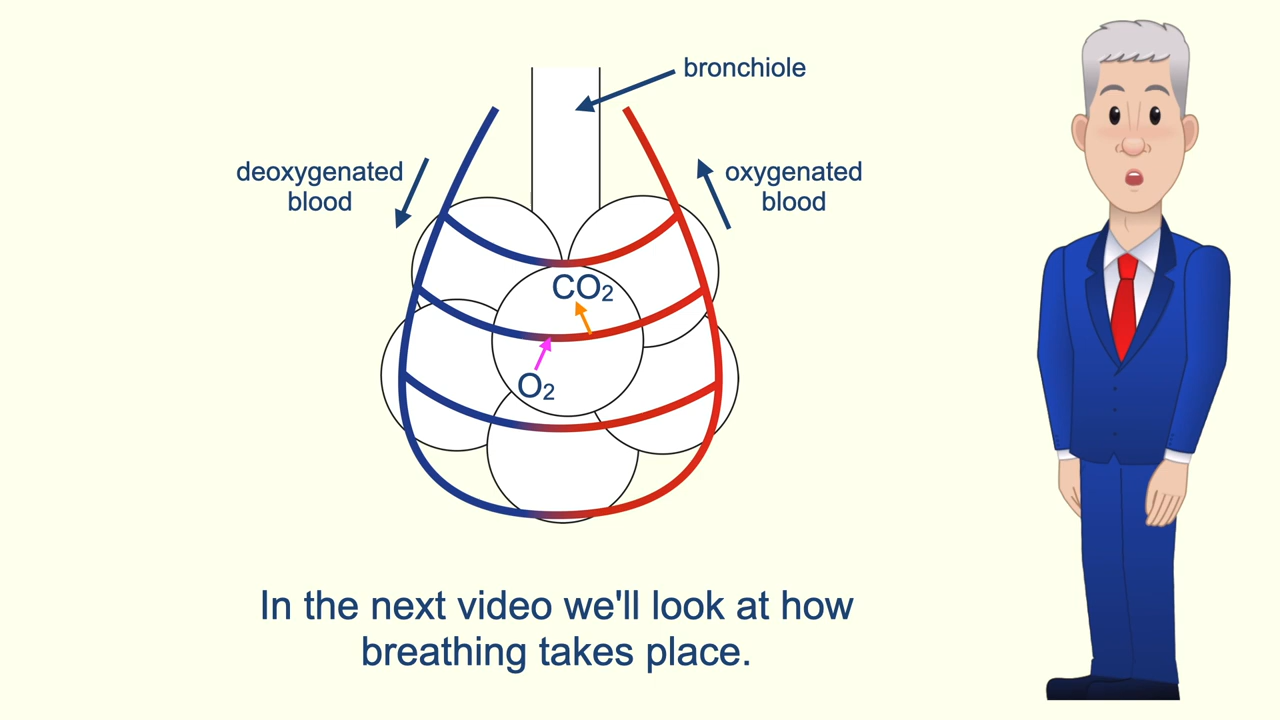 bronchiole
deoxygenated
blood
oxygenated
blood
CO₂
O₂
In the next video we'll look at how
breathing takes place.